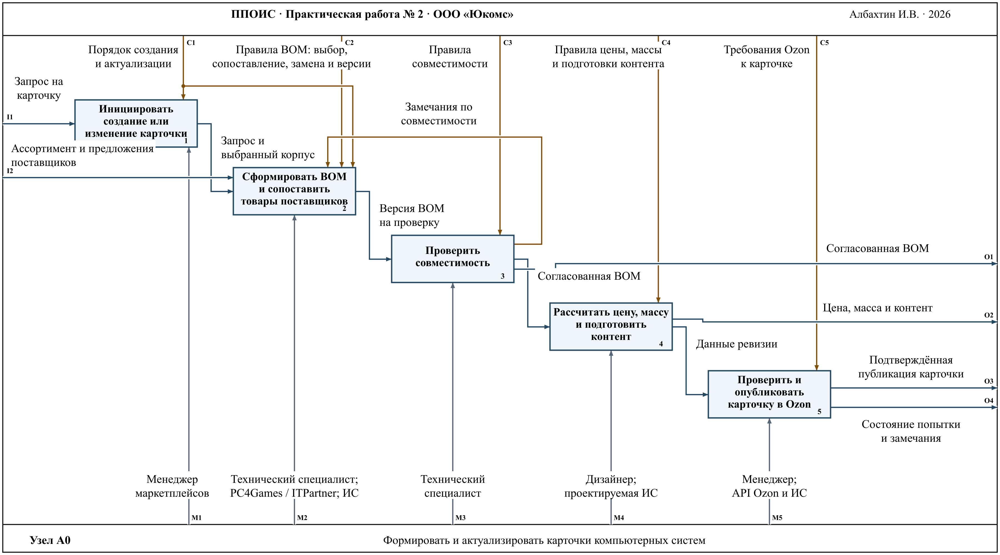 ППОИС · Практическая работа № 2 · ООО «Юкомс»
Албахтин И.В. · 2026
C1
C2
C3
C4
C5
Порядок создания
и актуализации
Правила BOM: выбор,
сопоставление, замена и версии
Правила
совместимости
Правила цены, массы
и подготовки контента
Требования Ozon
к карточке
Запрос на
карточку
I1
Инициировать
создание или
изменение карточки
1
Замечания по
совместимости
Ассортимент и предложения
поставщиков
I2
Запрос и
выбранный корпус
Сформировать BOM
и сопоставить
товары поставщиков
2
Версия BOM
на проверку
Проверить
совместимость
3
Согласованная BOM
O1
Согласованная BOM
Рассчитать цену, массу
и подготовить
контент
4
Цена, масса и контент
O2
Данные ревизии
Проверить и
опубликовать
карточку в Ozon
5
Подтверждённая
публикация карточки
O3
O4
Состояние попытки
и замечания
Менеджер
маркетплейсов
Технический специалист;
PC4Games / ITPartner; ИС
Технический
специалист
Дизайнер;
проектируемая ИС
Менеджер;
API Ozon и ИС
M1
M2
M3
M4
M5
Узел A0
Формировать и актуализировать карточки компьютерных систем